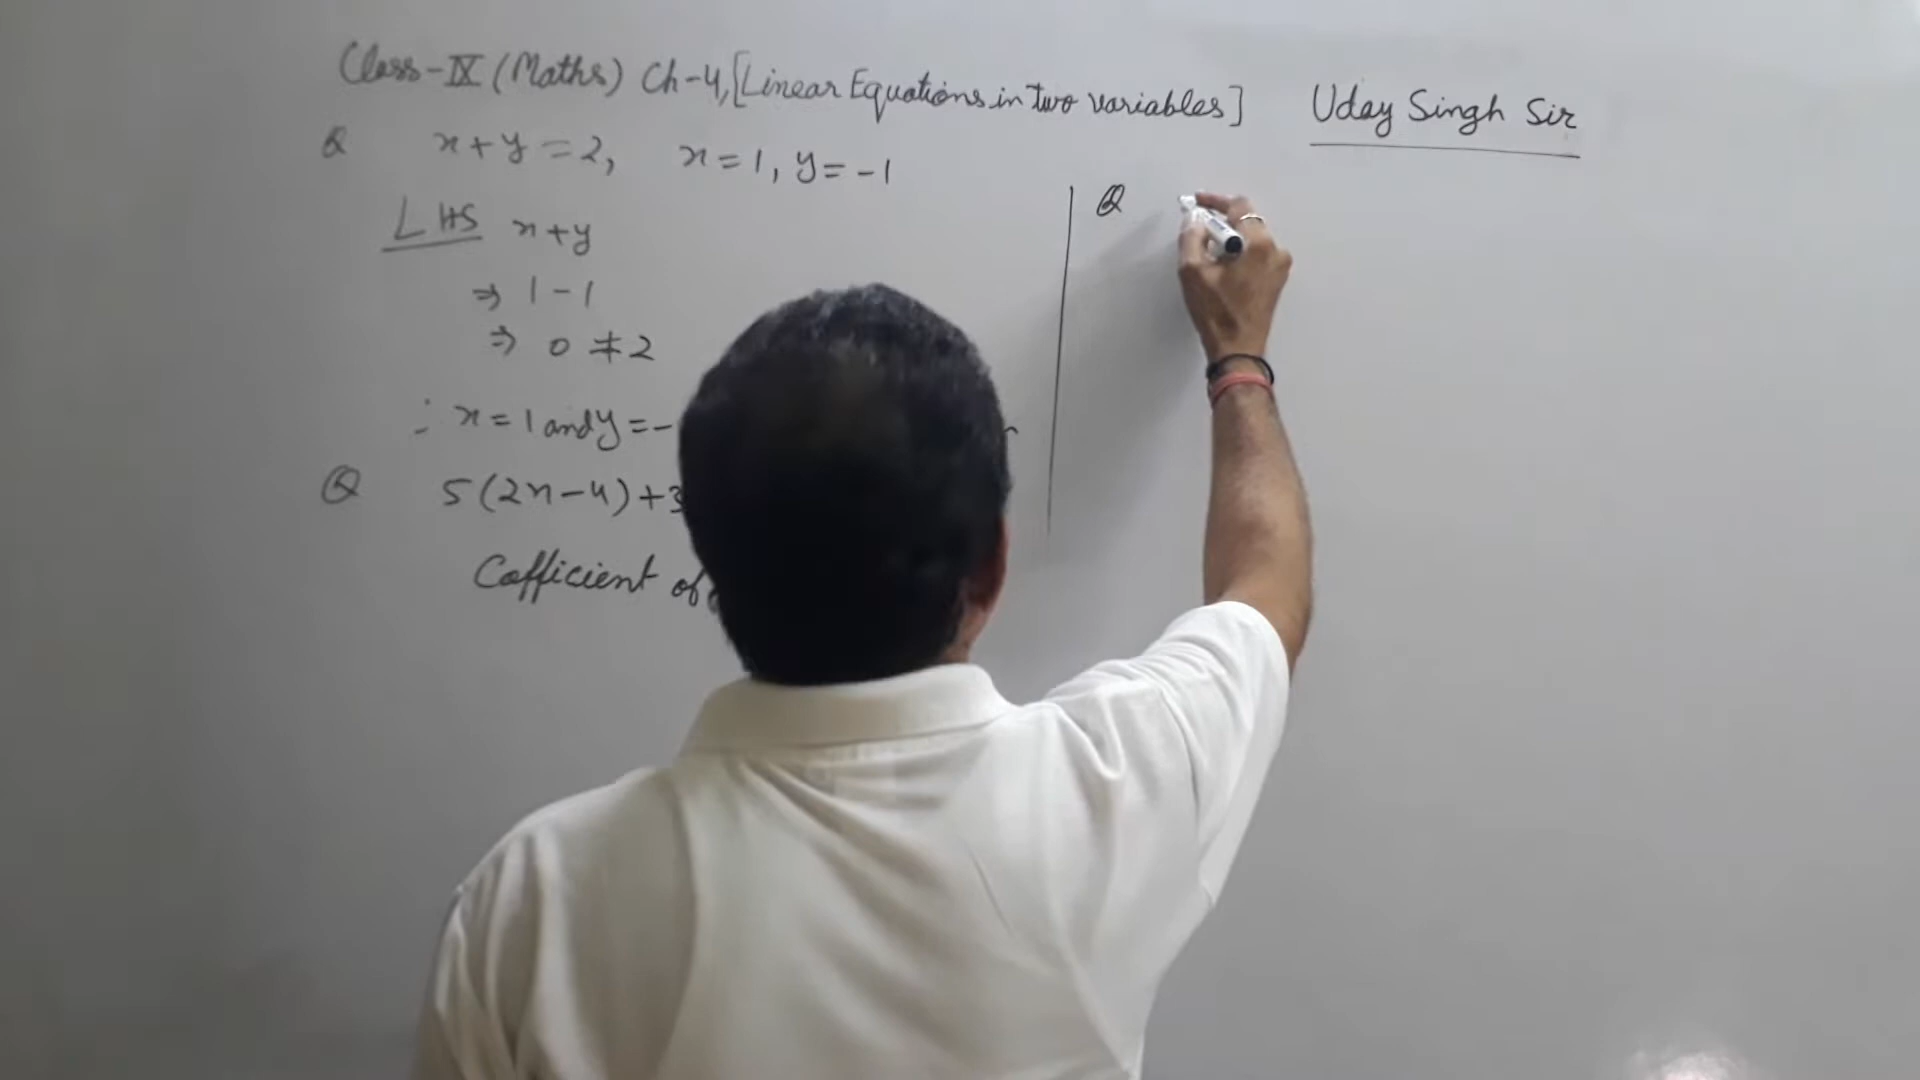 Class-IX (Maths) Ch-4, [Linear Equations in two variables]
Uday Singh Sir
Q x+y=2, x=1, y=-1
LHS x+y
⇒ 1-1
⇒ 0 ≠ 2
∴ x=1 and y=-
Q 5(2x-4)+3
Cofficient of
Q